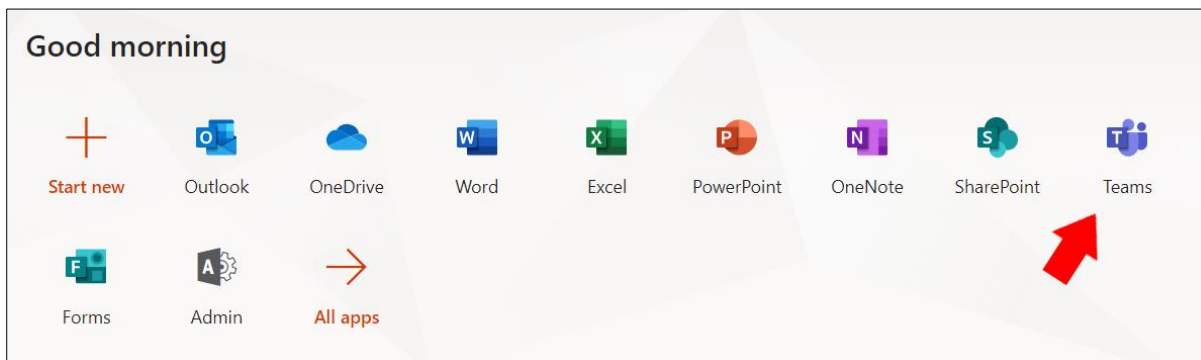 Good morning
Start new Outlook OneDrive Word Excel PowerPoint OneNote SharePoint Teams
Forms Admin All apps